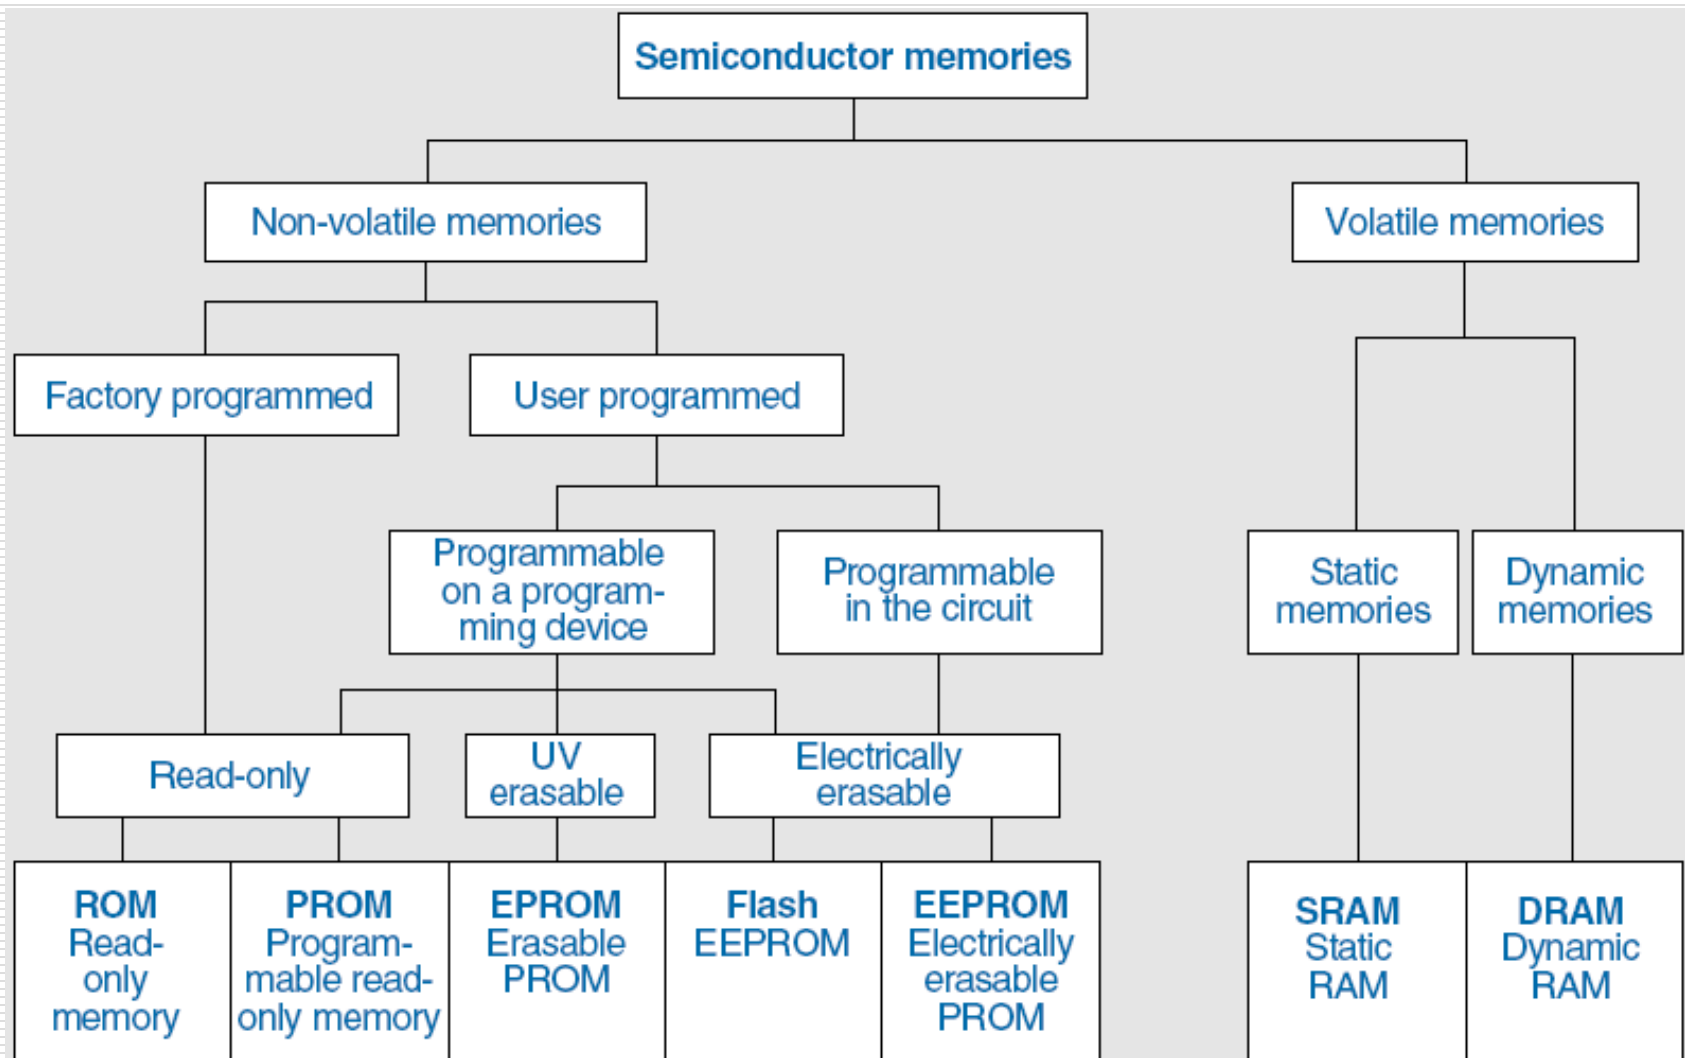 Semiconductor memories
Non-volatile memories
Volatile memories
Factory programmed
User programmed
Programmable
on a program-
ming device
Programmable
in the circuit
Static
memories
Dynamic
memories
Read-only
UV
erasable
Electrically
erasable
ROM
Read-
only
memory
PROM
Program-
mable read-
only memory
EPROM
Erasable
PROM
Flash
EEPROM
EEPROM
Electrically
erasable
PROM
SRAM
Static
RAM
DRAM
Dynamic
RAM